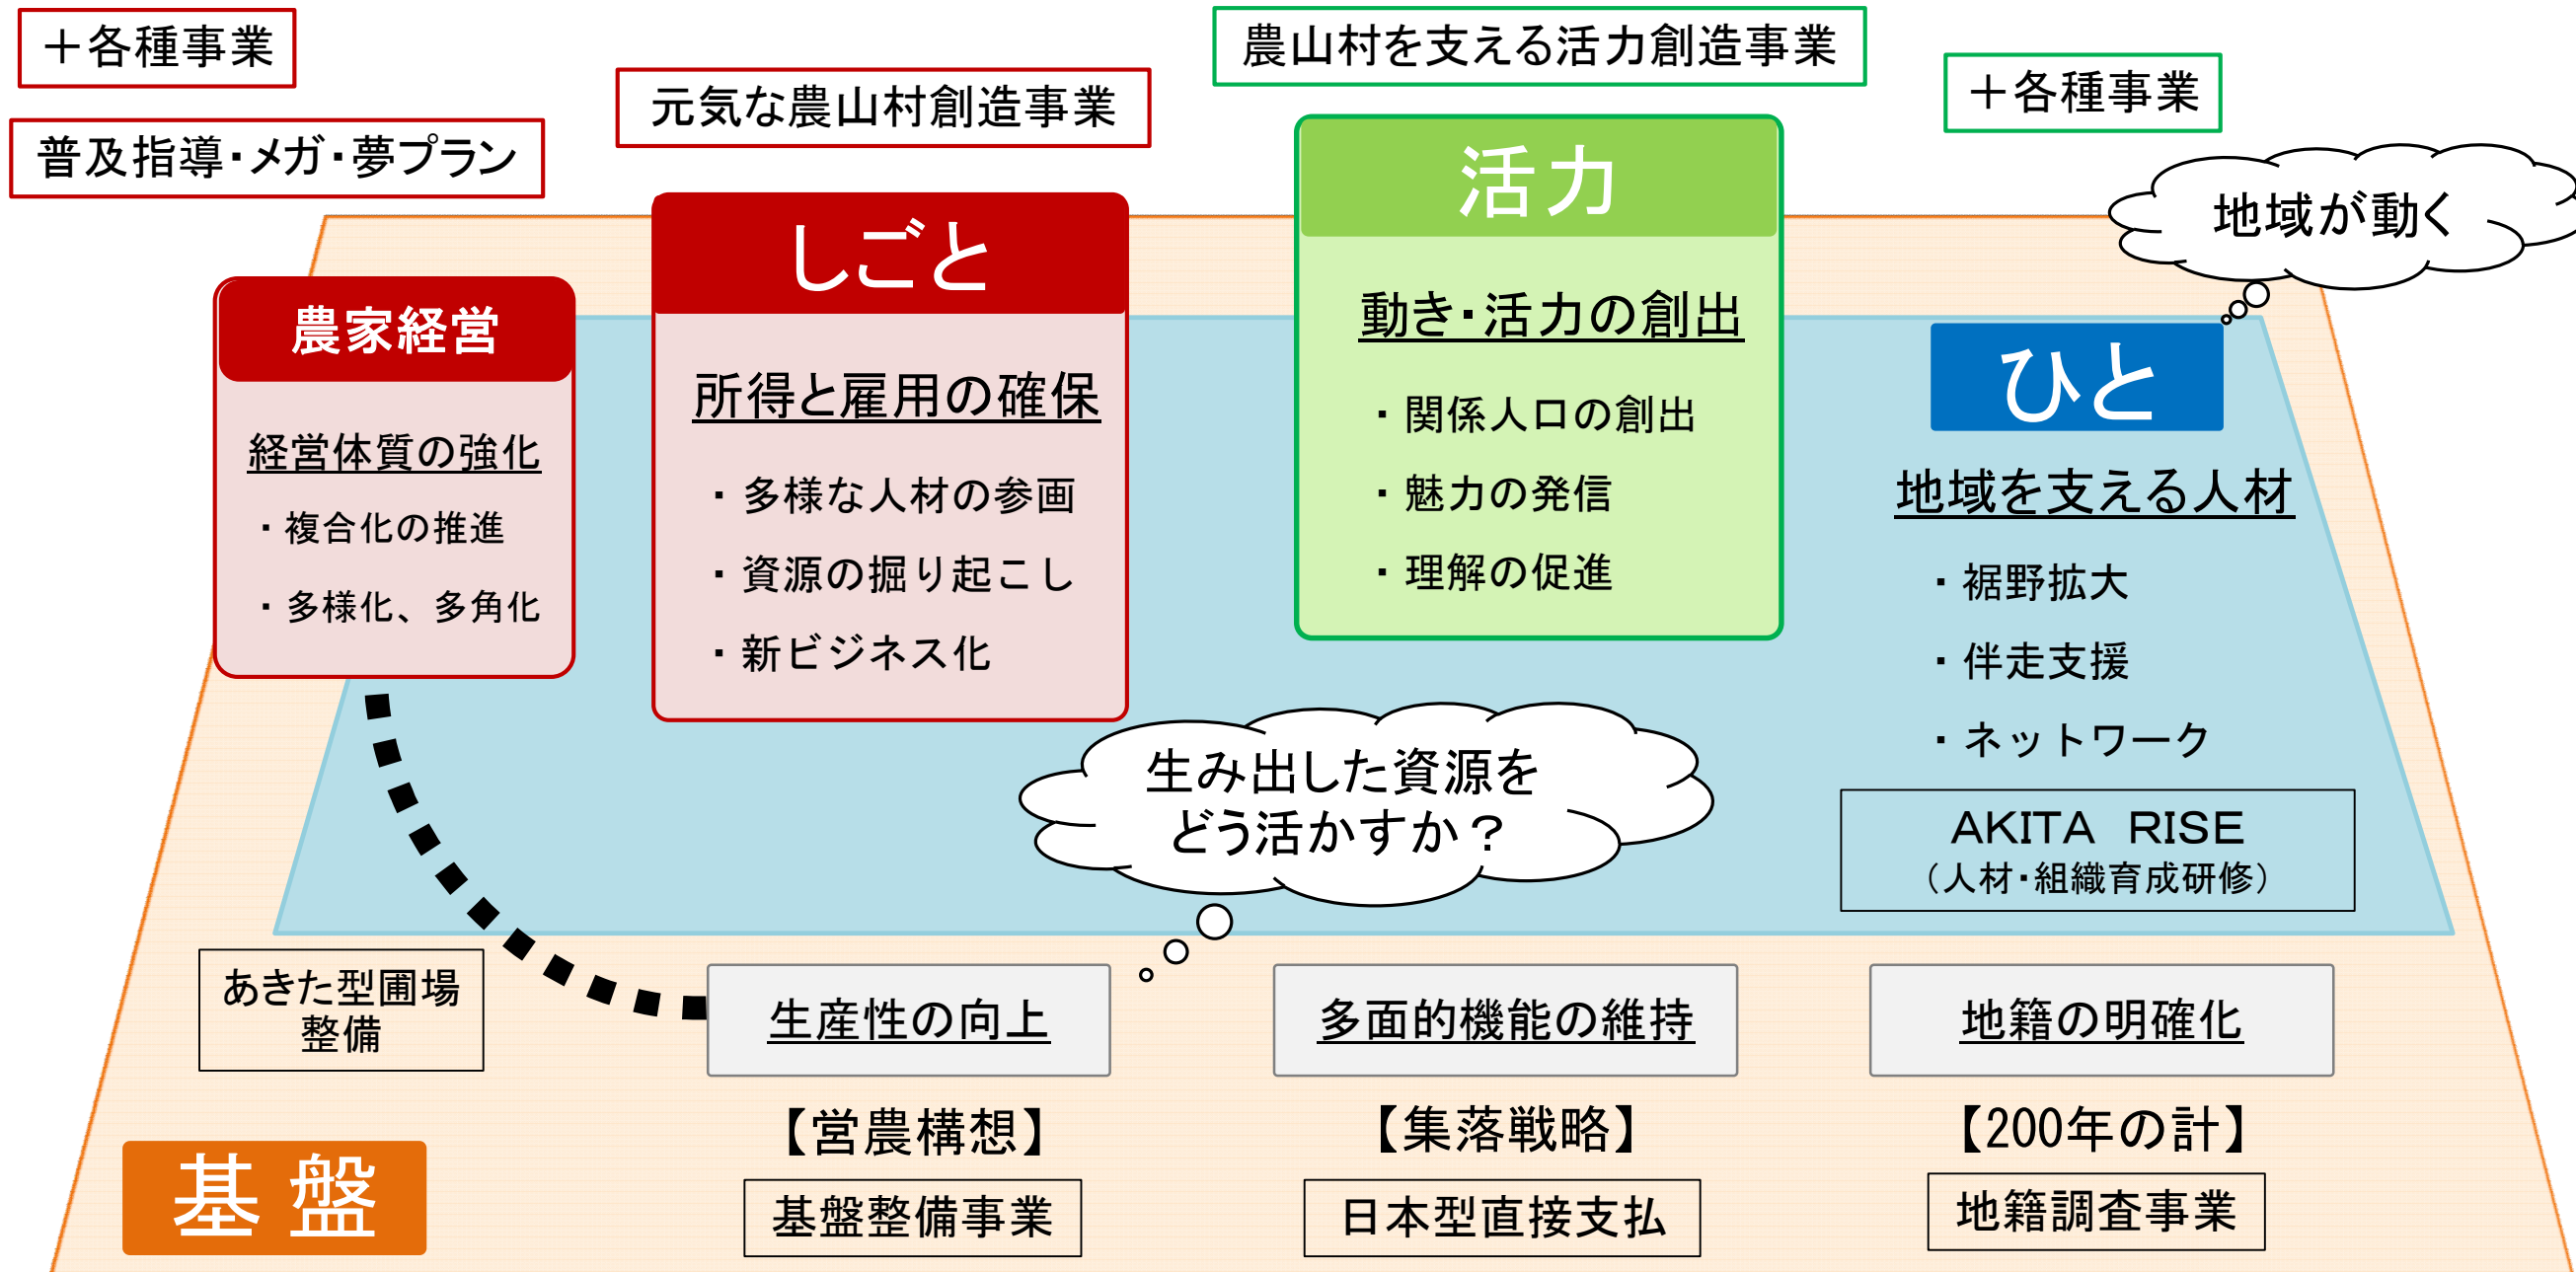 ＋各種事業
普及指導・メガ・夢プラン
元気な農山村創造事業
農山村を支える活力創造事業
＋各種事業
地域が動く
農家経営
経営体質の強化
・複合化の推進
・多様化、多角化
しごと
所得と雇用の確保
・多様な人材の参画
・資源の掘り起こし
・新ビジネス化
活力
動き・活力の創出
・関係人口の創出
・魅力の発信
・理解の促進
ひと
地域を支える人材
・裾野拡大
・伴走支援
・ネットワーク
AKITA　RISE
（人材・組織育成研修）
生み出した資源を
どう活かすか？
あきた型圃場
整備
基盤
生産性の向上
【営農構想】
基盤整備事業
多面的機能の維持
【集落戦略】
日本型直接支払
地籍の明確化
【200年の計】
地籍調査事業